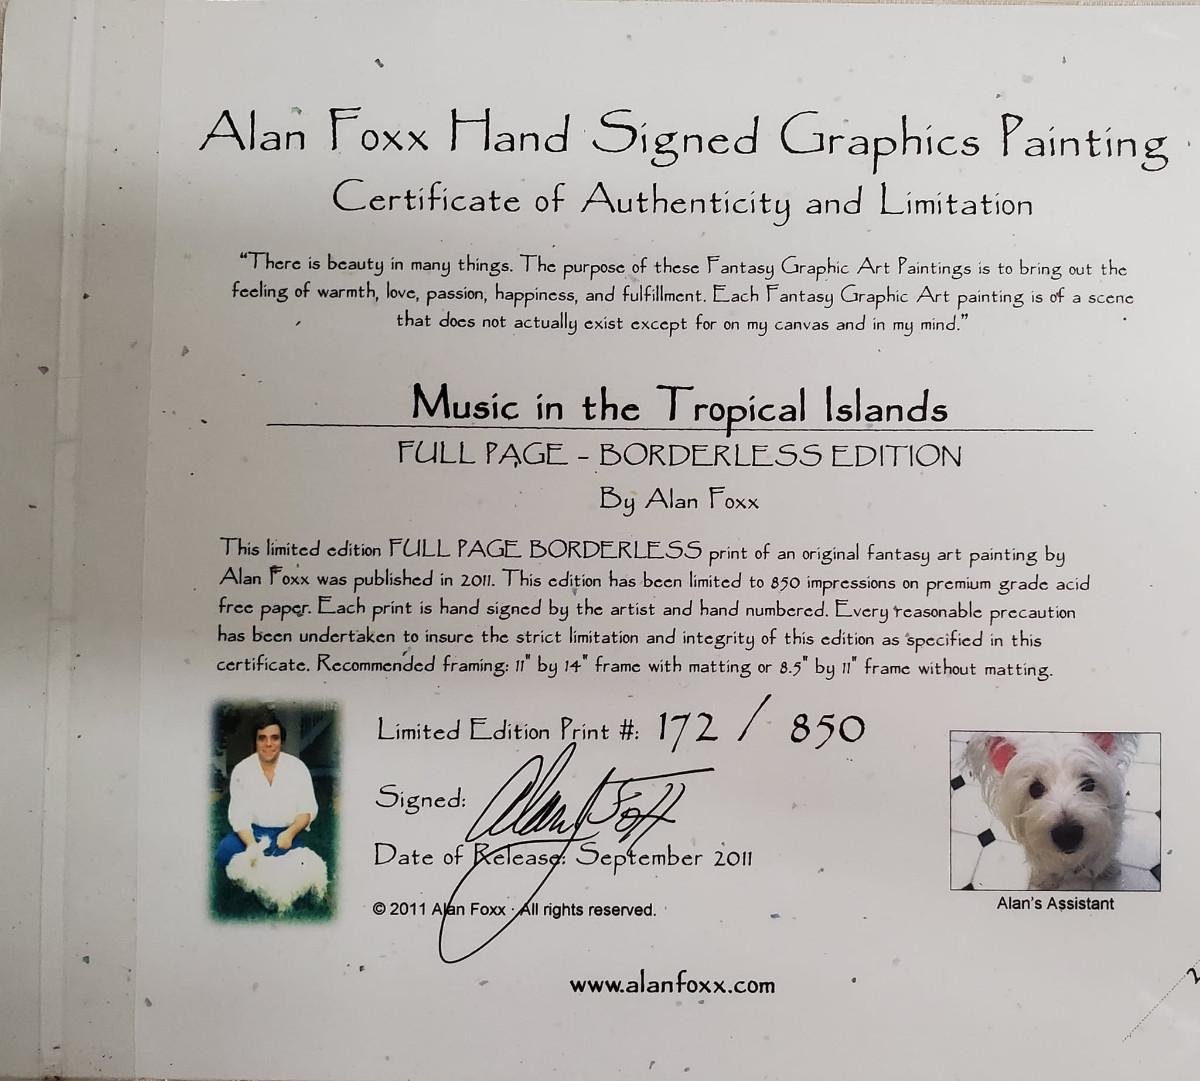 Alan Foxx Hand Signed Graphics Painting
Certificate of Authenticity and Limitation
“There is beauty in many things. The purpose of these Fantasy Graphic Art Paintings is to bring out the
feeling of warmth, love, passion, happiness, and fulfillment. Each Fantasy Graphic Art painting is of a scene
that does not actually exist except for on my canvas and in my mind.”
Music in the Tropical Islands
FULL PAGE - BORDERLESS EDITION
By Alan Foxx
This limited edition FULL PAGE BORDERLESS print of an original fantasy art painting by
Alan Foxx was published in 2011. This edition has been limited to 850 impressions on premium grade acid
free paper. Each print is hand signed by the artist and hand numbered. Every reasonable precaution
has been undertaken to insure the strict limitation and integrity of this edition as specified in this
certificate. Recommended framing: 11" by 14" frame with matting or 8.5" by 11" frame without matting.
Limited Edition Print #: 172 / 850
Signed: Alan Foxx
Date of Release: September 2011
© 2011 Alan Foxx · All rights reserved.
Alan's Assistant
www.alanfoxx.com